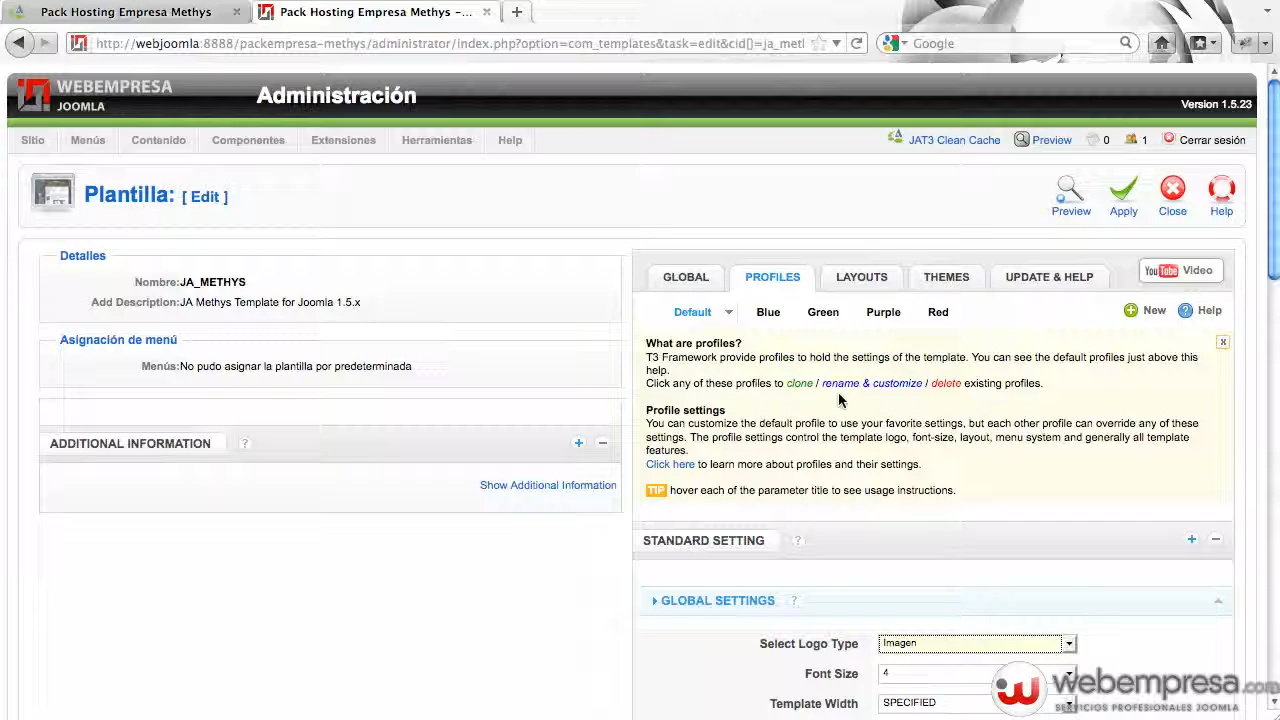 Pack Hosting Empresa Methys
Pack Hosting Empresa Methys –...
http://webjoomla:8888/packempresa-methys/administrator/index.php?option=com_templates&task=edit&cid[]=ja_metl
Google
WEBEMPRESA
JOOMLA
Administración
Version 1.5.23
Sitio
Menús
Contenido
Componentes
Extensiones
Herramientas
Help
JAT3 Clean Cache
Preview
0
1
Cerrar sesión
Plantilla: [ Edit ]
Preview
Apply
Close
Help
Detalles
Nombre: JA_METHYS
Add Description: JA Methys Template for Joomla 1.5.x
Asignación de menú
Menús: No pudo asignar la plantilla por predeterminada
ADDITIONAL INFORMATION ?
Show Additional Information
GLOBAL
PROFILES
LAYOUTS
THEMES
UPDATE & HELP
YouTube Video
Default
Blue
Green
Purple
Red
New
Help
What are profiles?
x
T3 Framework provide profiles to hold the settings of the template. You can see the default profiles just above this
help.
Click any of these profiles to clone / rename & customize / delete existing profiles.
Profile settings
You can customize the default profile to use your favorite settings, but each other profile can override any of these
settings. The profile settings control the template logo, font-size, layout, menu system and generally all template
features.
Click here to learn more about profiles and their settings.
TIP hover each of the parameter title to see usage instructions.
STANDARD SETTING ?
GLOBAL SETTINGS ?
Select Logo Type Imagen
Font Size 4
Template Width SPECIFIED
webempresa.com
SERVICIOS PROFESIONALES JOOMLA